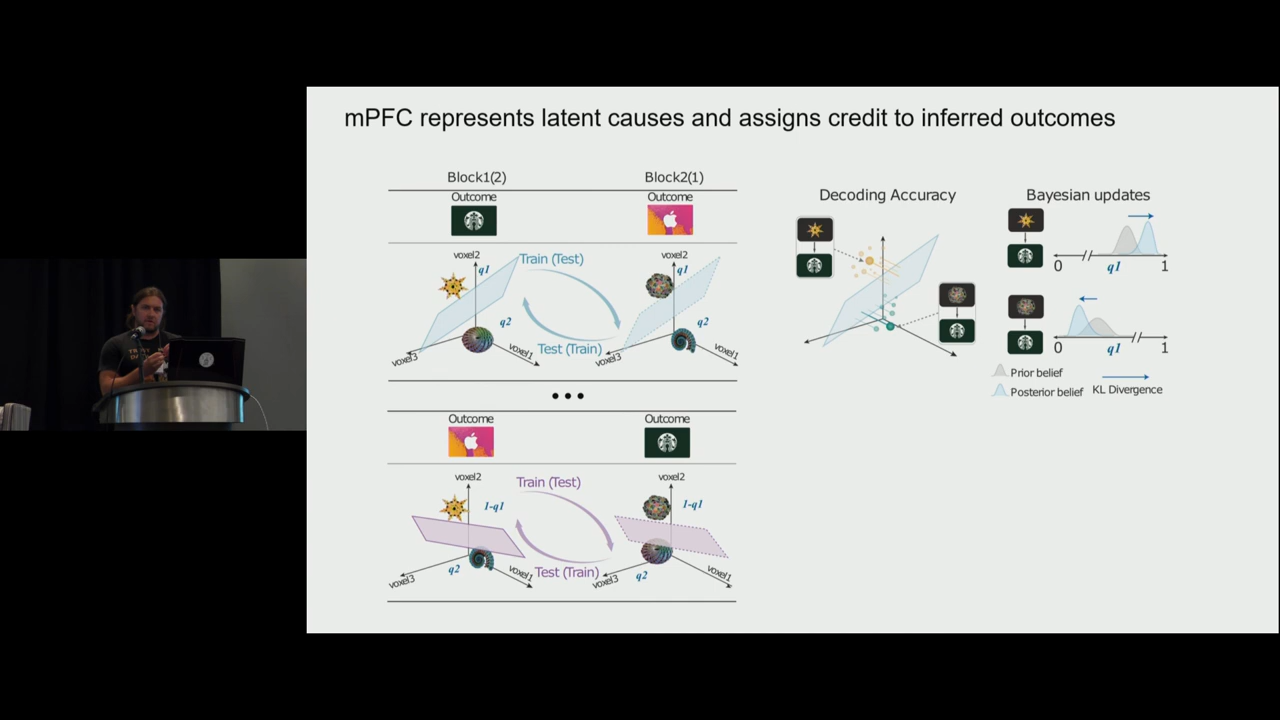 mPFC represents latent causes and assigns credit to inferred outcomes
Block1(2)
Block2(1)
Outcome
Outcome
voxel2
q1
q2
voxel3
voxel1
Train (Test)
Test (Train)
voxel2
q1
q2
voxel3
voxel1
•••
Outcome
Outcome
voxel2
1-q1
q2
voxel3
voxel1
Train (Test)
Test (Train)
voxel2
1-q1
q2
voxel3
voxel1
Decoding Accuracy
Bayesian updates
0
q1
1
0
q1
1
Prior belief
Posterior belief
KL Divergence